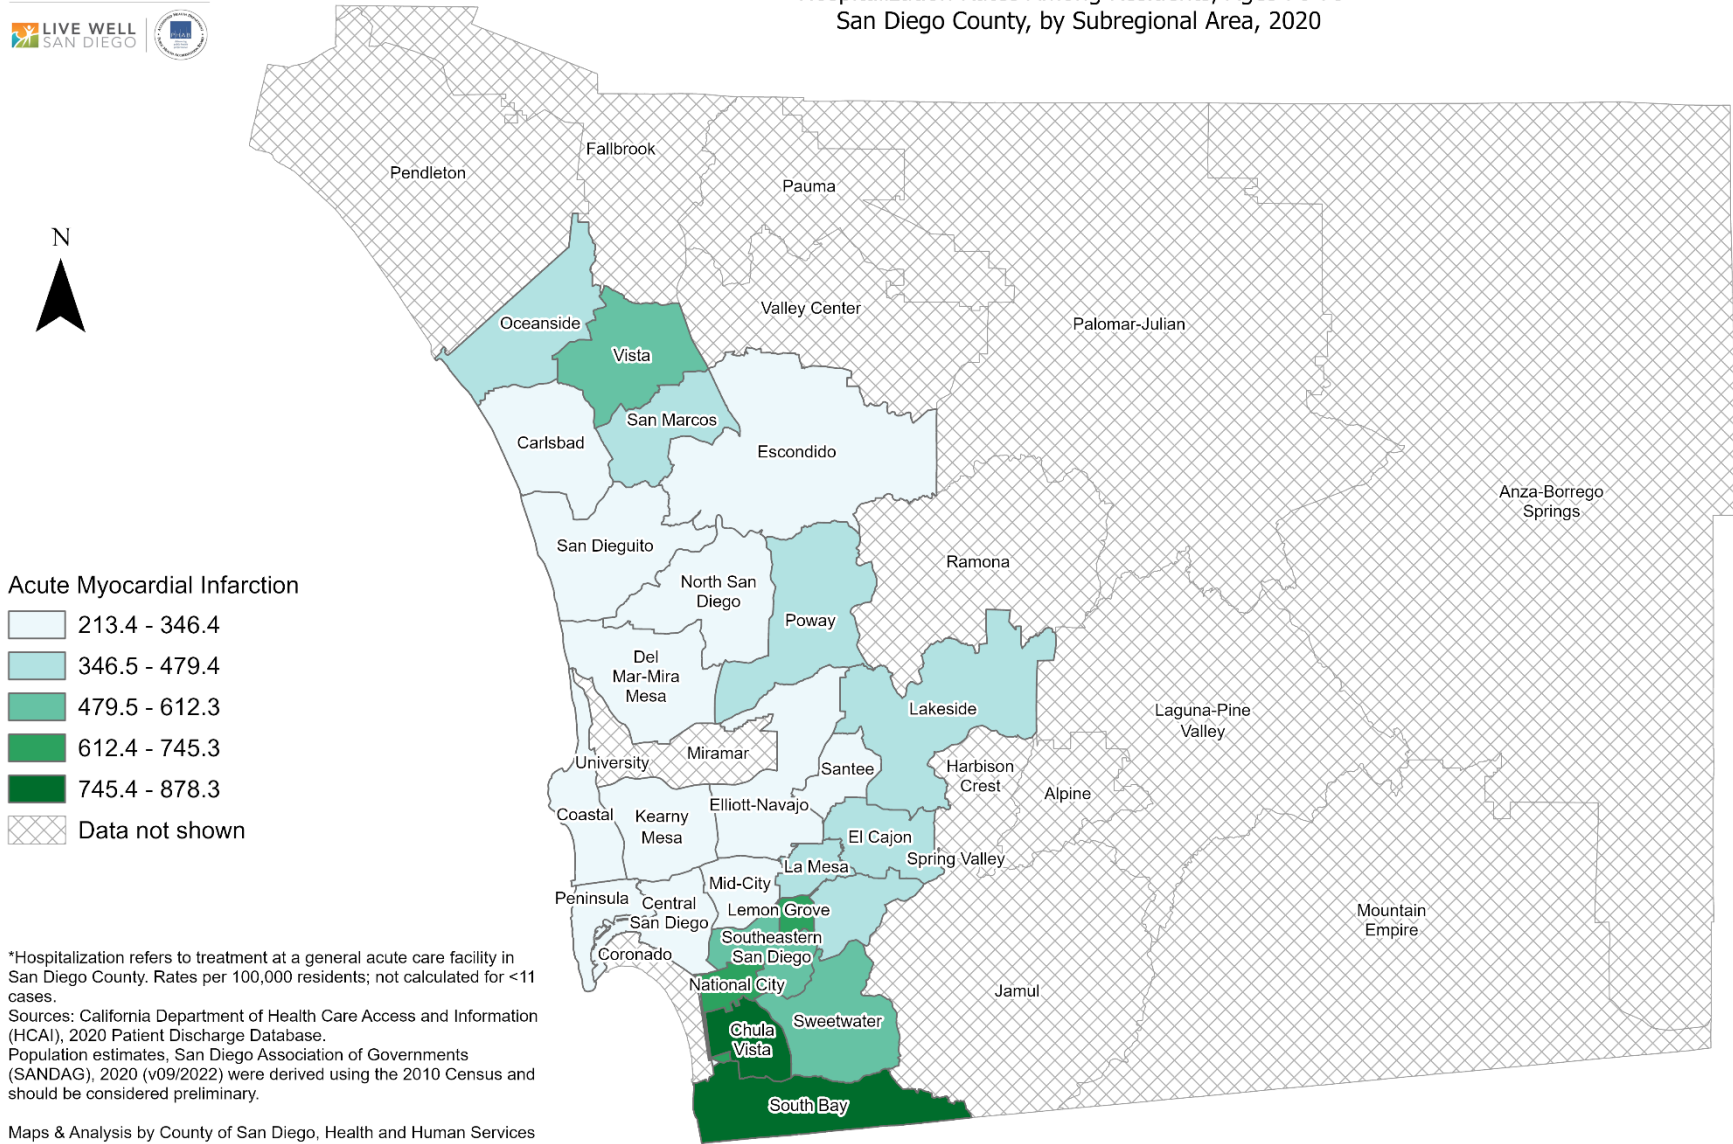 San Diego County, by Subregional Area, 2020
LIVE WELL
SAN DIEGO
PHAB
Fallbrook
Pendleton
Pauma
N
Valley Center
Oceanside
Palomar-Julian
Vista
San Marcos
Carlsbad
Escondido
Anza-Borrego
Springs
San Dieguito
Ramona
North San
Diego
Poway
Del
Mar-Mira
Mesa
Lakeside
Laguna-Pine
Valley
Miramar
University
Santee
Harbison
Crest
Alpine
Elliott-Navajo
Coastal
Kearny
Mesa
El Cajon
Spring Valley
La Mesa
Mid-City
Peninsula
Central
San Diego
Lemon Grove
Mountain
Empire
Southeastern
San Diego
Coronado
National City
Jamul
Sweetwater
Chula
Vista
South Bay
Acute Myocardial Infarction
213.4 - 346.4
346.5 - 479.4
479.5 - 612.3
612.4 - 745.3
745.4 - 878.3
Data not shown
*Hospitalization refers to treatment at a general acute care facility in
San Diego County. Rates per 100,000 residents; not calculated for <11
cases.
Sources: California Department of Health Care Access and Information
(HCAI), 2020 Patient Discharge Database.
Population estimates, San Diego Association of Governments
(SANDAG), 2020 (v09/2022) were derived using the 2010 Census and
should be considered preliminary.
Maps & Analysis by County of San Diego, Health and Human Services